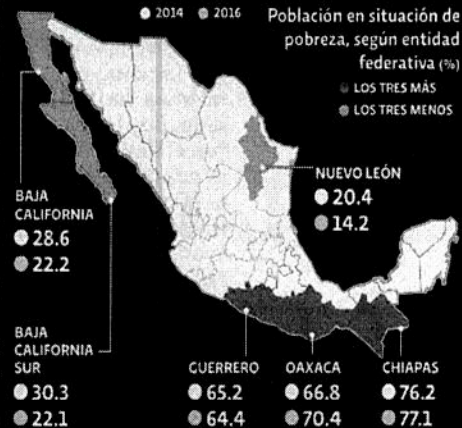 2014 2016
Población en situación de
pobreza, según entidad
federativa (%)
LOS TRES MÁS
LOS TRES MENOS
NUEVO LEÓN
20.4
14.2
BAJA
CALIFORNIA
28.6
22.2
BAJA
CALIFORNIA
SUR
30.3
22.1
GUERRERO
65.2
64.4
OAXACA
66.8
70.4
CHIAPAS
76.2
77.1